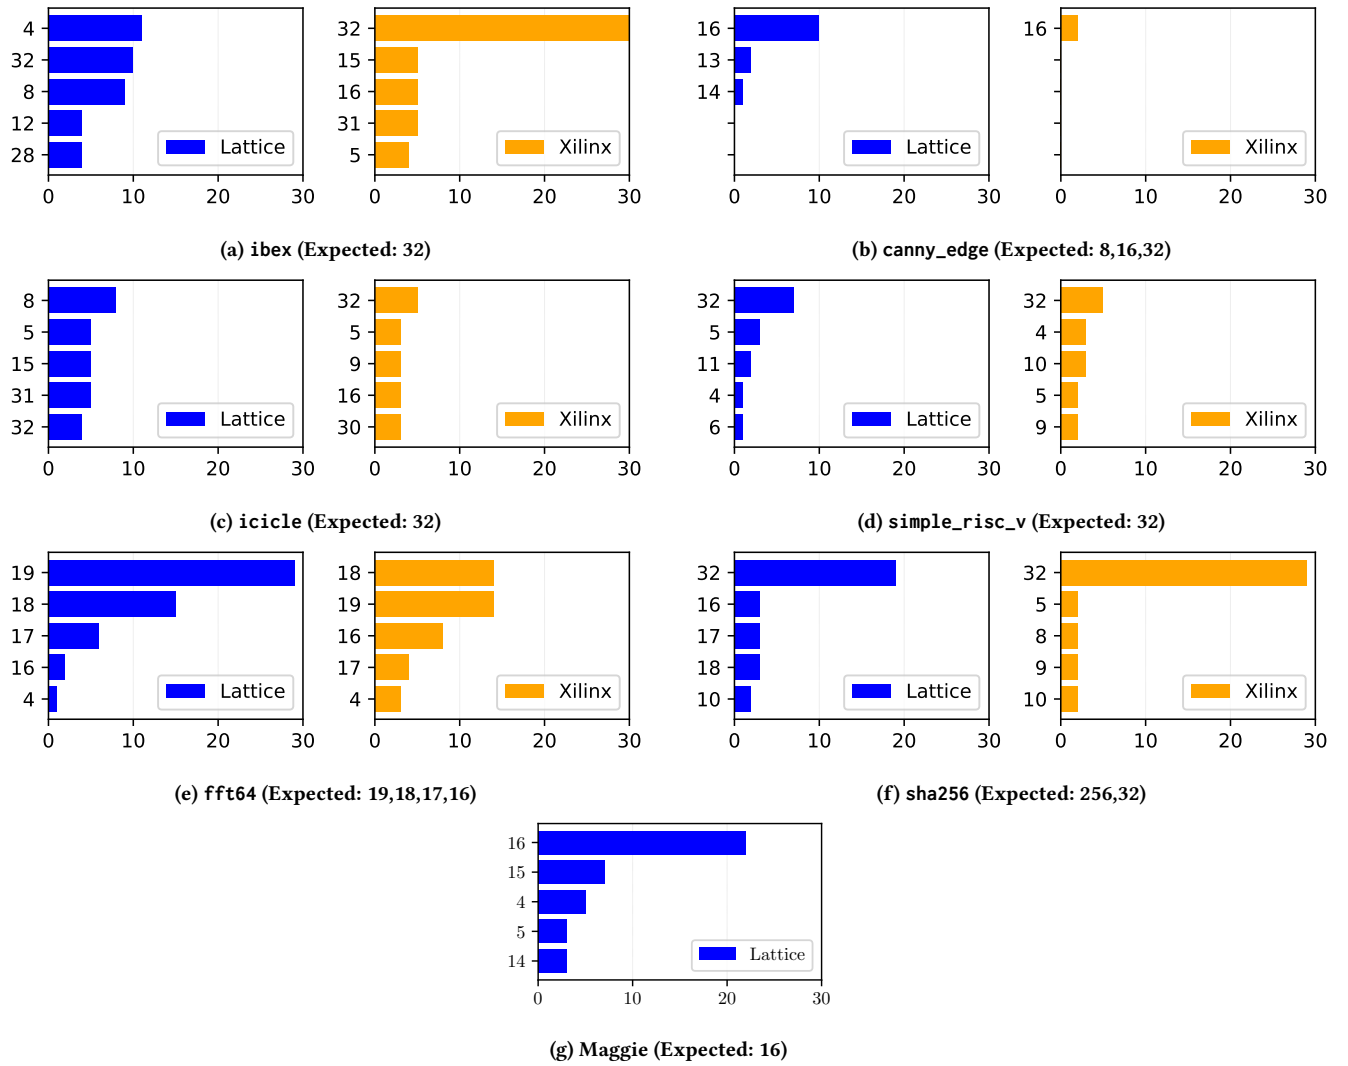 4
32
8
12
28
Lattice
0 10 20 30
32
15
16
31
5
Xilinx
0 10 20 30
(a) ibex (Expected: 32)
16
13
14
Lattice
0 10 20 30
16
Xilinx
0 10 20 30
(b) canny_edge (Expected: 8,16,32)
8
5
15
31
32
Lattice
0 10 20 30
32
5
9
16
30
Xilinx
0 10 20 30
(c) icicle (Expected: 32)
32
5
11
4
6
Lattice
0 10 20 30
32
4
10
5
9
Xilinx
0 10 20 30
(d) simple_risc_v (Expected: 32)
19
18
17
16
4
Lattice
0 10 20 30
18
19
16
17
4
Xilinx
0 10 20 30
(e) fft64 (Expected: 19,18,17,16)
32
16
17
18
10
Lattice
0 10 20 30
32
5
8
9
10
Xilinx
0 10 20 30
(f) sha256 (Expected: 256,32)
16
15
4
5
14
Lattice
0 10 20 30
(g) Maggie (Expected: 16)